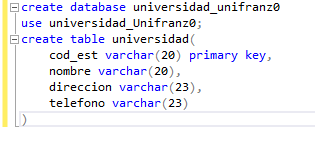 create database universidad_unifranz0
use universidad_Unifranz0;
create table universidad(
cod_est varchar(20) primary key,
nombre varchar(20),
direccion varchar(23),
telefono varchar(23)
)